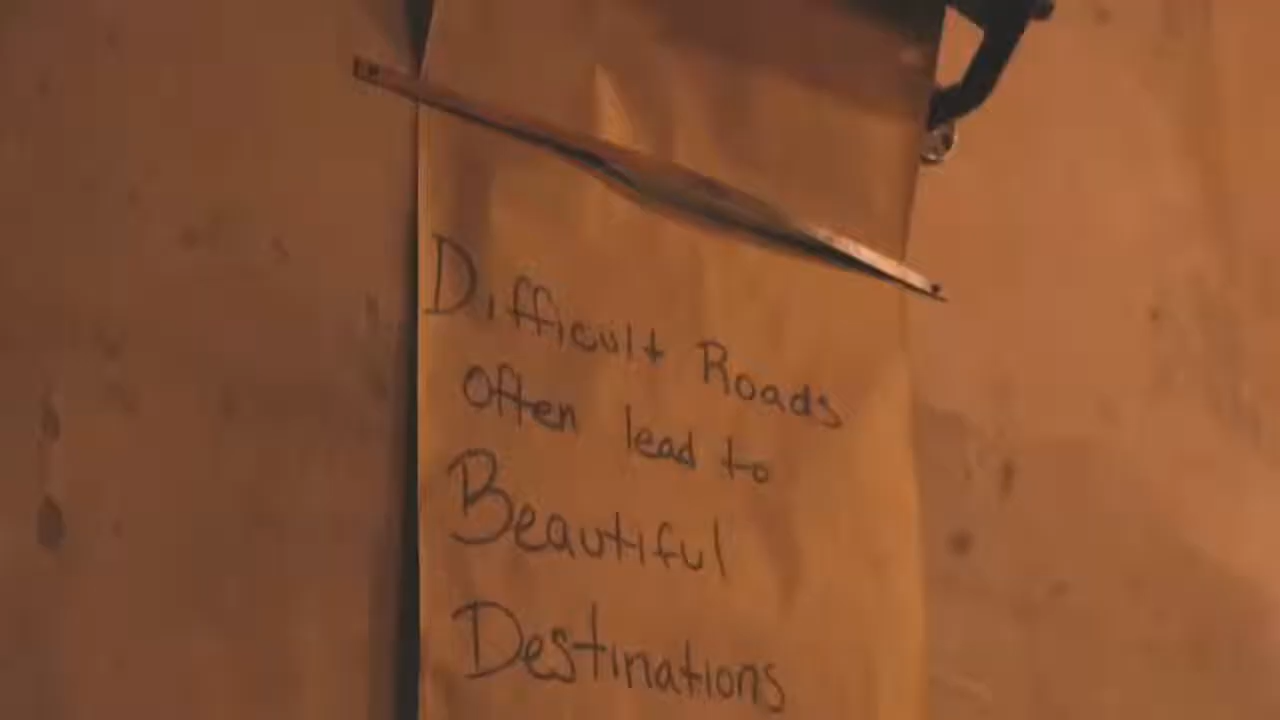 Difficult Roads
often lead to
Beautiful
Destinations